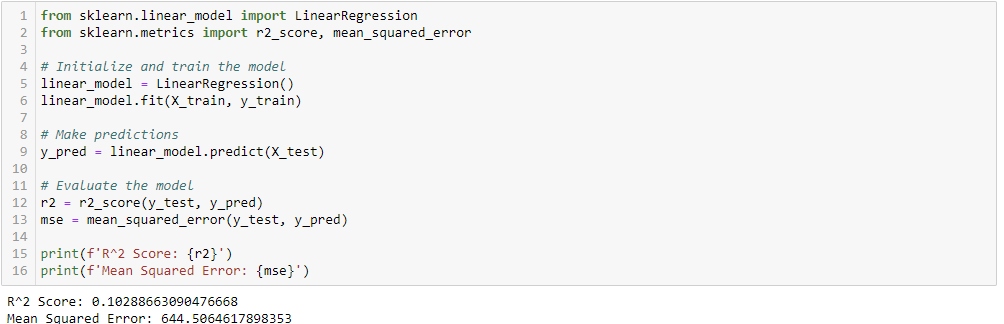 1 from sklearn.linear_model import LinearRegression
2 from sklearn.metrics import r2_score, mean_squared_error
3
4 # Initialize and train the model
5 linear_model = LinearRegression()
6 linear_model.fit(X_train, y_train)
7
8 # Make predictions
9 y_pred = linear_model.predict(X_test)
10
11 # Evaluate the model
12 r2 = r2_score(y_test, y_pred)
13 mse = mean_squared_error(y_test, y_pred)
14
15 print(f'R^2 Score: {r2}')
16 print(f'Mean Squared Error: {mse}')
R^2 Score: 0.10288663090476668
Mean Squared Error: 644.5064617898353